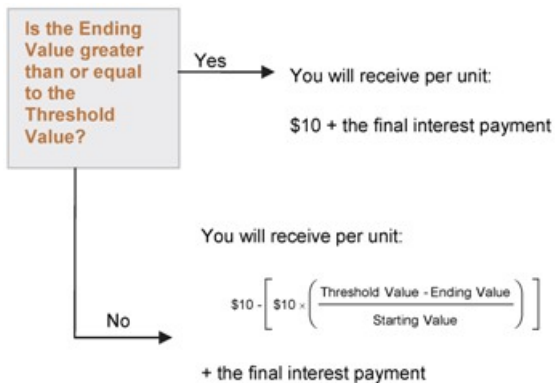 Is the Ending
Value greater
than or equal
to the
Threshold
Value?
Yes
You will receive per unit:
$10 + the final interest payment
No
You will receive per unit:
$10 - [ $10 × ( Threshold Value - Ending Value / Starting Value ) ]
+ the final interest payment